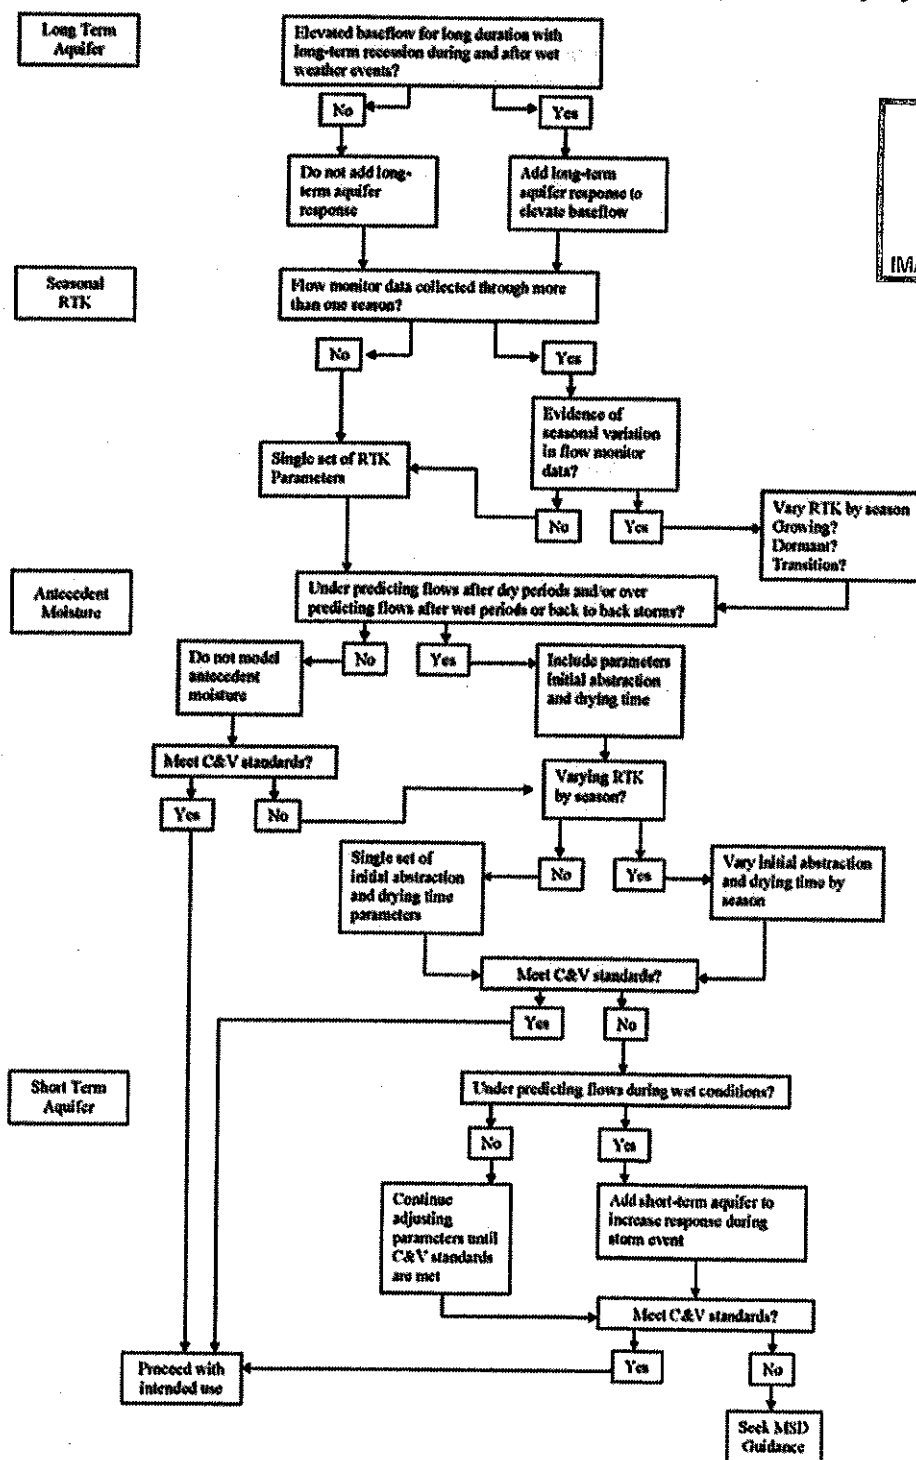 Long Term
Aquifer
Elevated baseflow for long duration with
long-term recession during and after wet
weather events?
No
Yes
Do not add long-
term aquifer
response
Add long-term
aquifer response to
elevate baseflow
IMA
Seasonal
RTK
Flow monitor data collected through more
than one season?
No
Yes
Evidence of
seasonal variation
in flow monitor
data?
Single set of RTK
Parameters
No
Yes
Vary RTK by season
Growing?
Dormant?
Transition?
Antecedent
Moisture
Under predicting flows after dry periods and/or over
predicting flows after wet periods or back to back storms?
No
Yes
Do not model
antecedent
moisture
Include parameters
initial abstraction
and drying time
Meet C&V standards?
Yes
No
Varying RTK
by season?
No
Yes
Single set of
initial abstraction
and drying time
parameters
Vary initial abstraction
and drying time by
season
Meet C&V standards?
Yes
No
Short Term
Aquifer
Under predicting flows during wet conditions?
No
Yes
Continue
adjusting
parameters until
C&V standards
are met
Add short-term aquifer to
increase response during
storm event
Meet C&V standards?
Yes
No
Proceed with
intended use
Seek MSD
Guidance